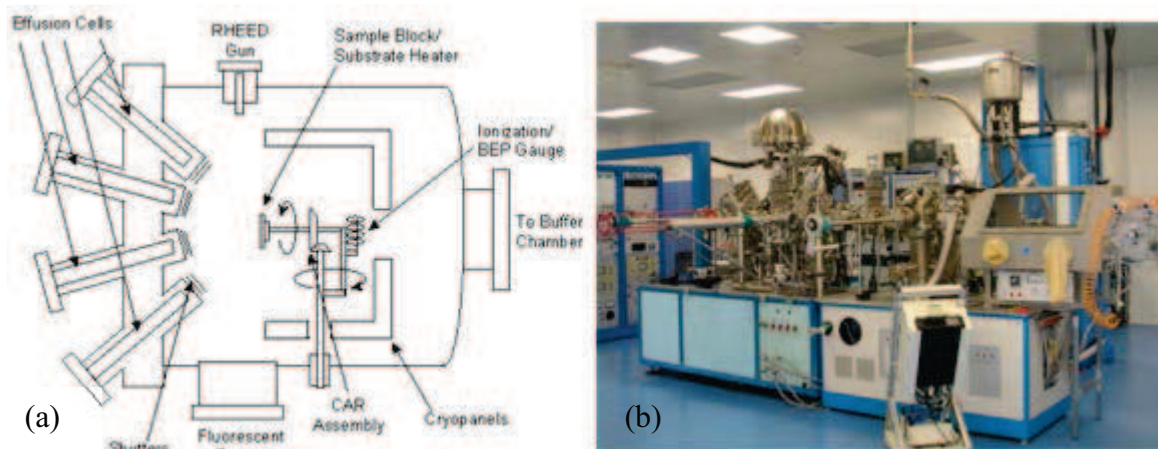 Effusion Cells
RHEED
Gun
Sample Block/
Substrate Heater
Ionization/
BEP Gauge
To Buffer
Chamber
Cryopanels
CAR
Assembly
Fluorescent
(a)
(b)